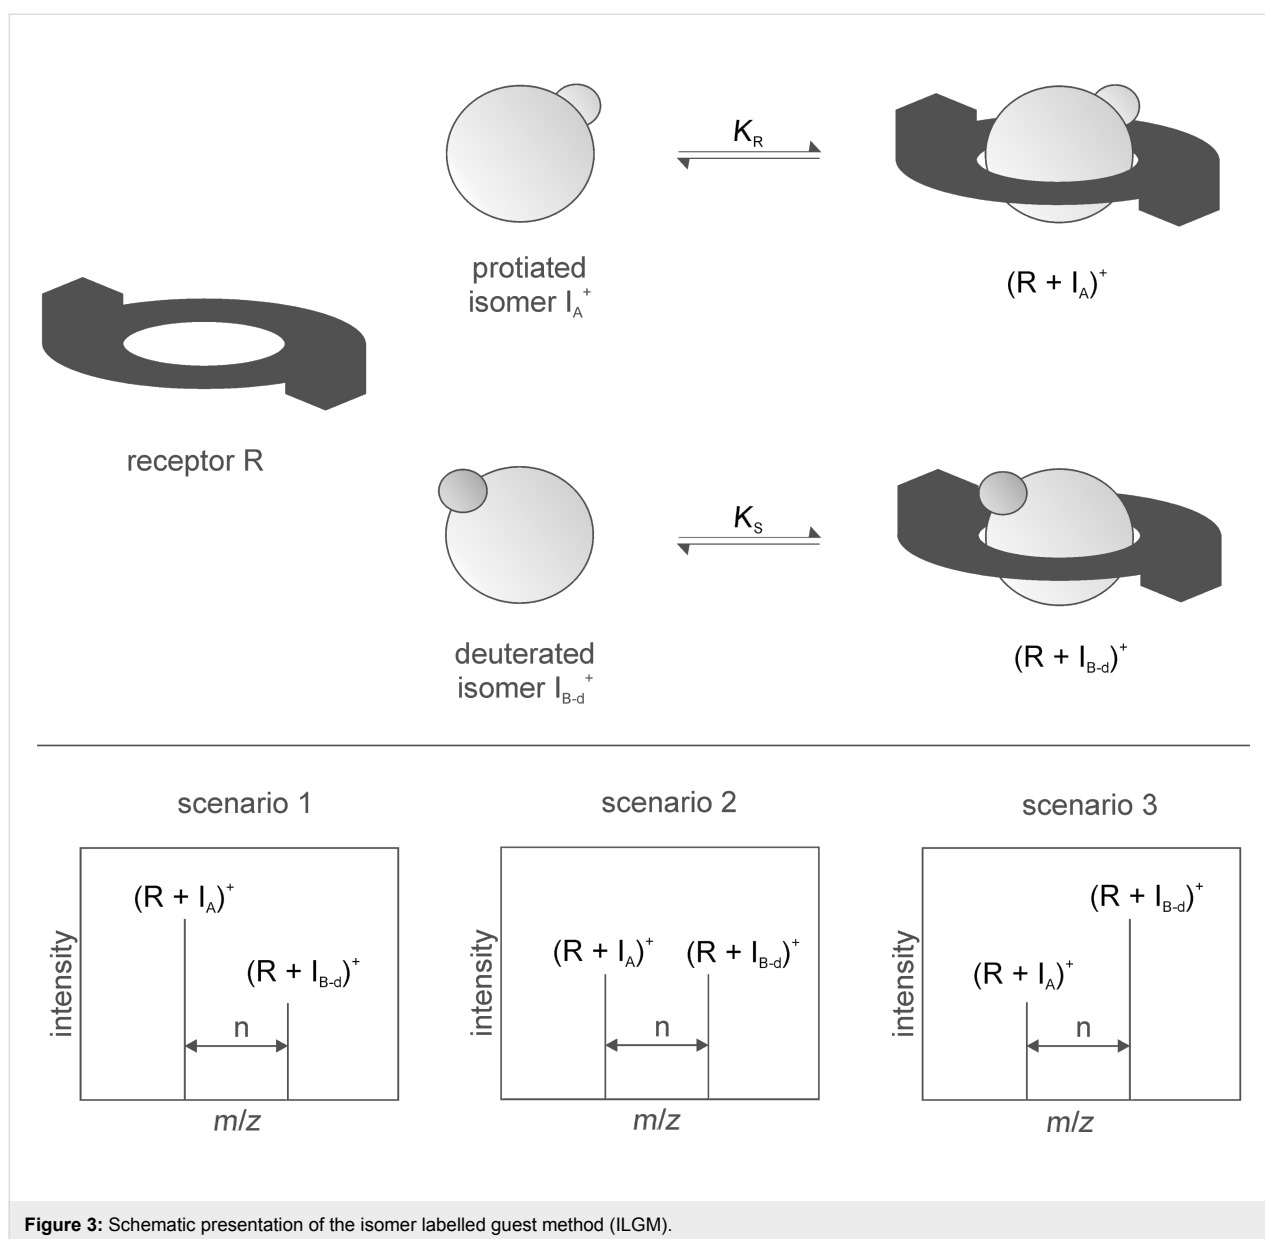 K_R
protiated
isomer I_A^+
(R + I_A)^+
receptor R
K_S
deuterated
isomer I_B-d^+
(R + I_B-d)^+
scenario 1
scenario 2
scenario 3
intensity
(R + I_A)^+
(R + I_B-d)^+
n
m/z
intensity
(R + I_A)^+
(R + I_B-d)^+
n
m/z
intensity
(R + I_B-d)^+
(R + I_A)^+
n
m/z
Figure 3: Schematic presentation of the isomer labelled guest method (ILGM).